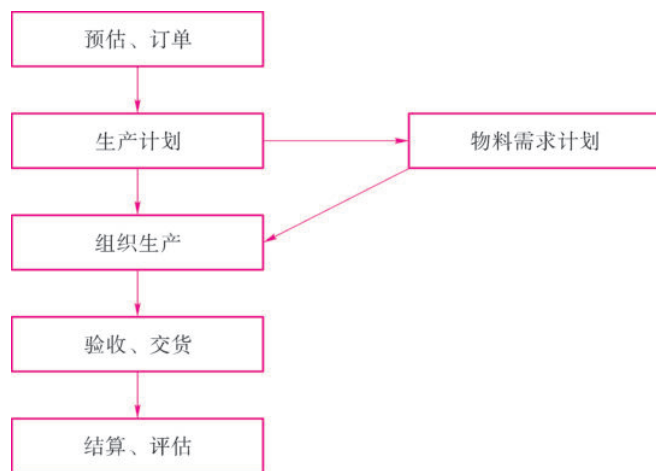 预估、订单
生产计划
物料需求计划
组织生产
验收、交货
结算、评估